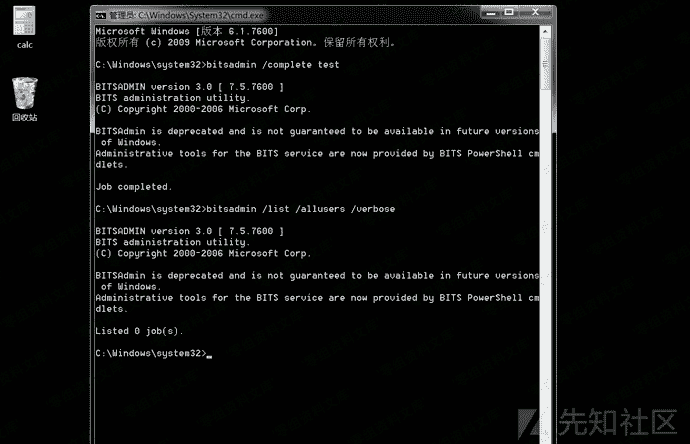 calc
回收站
管理员: C:\Windows\System32\cmd.exe
Microsoft Windows [版本 6.1.7600]
版权所有 (c) 2009 Microsoft Corporation。保留所有权利。
C:\Windows\system32>bitsadmin /complete test
BITSADMIN version 3.0 [ 7.5.7600 ]
BITS administration utility.
(C) Copyright 2000-2006 Microsoft Corp.
BITSAdmin is deprecated and is not guaranteed to be available in future versions
 of Windows.
Administrative tools for the BITS service are now provided by BITS PowerShell cm
dlets.
Job completed.
C:\Windows\system32>bitsadmin /list /allusers /verbose
BITSADMIN version 3.0 [ 7.5.7600 ]
BITS administration utility.
(C) Copyright 2000-2006 Microsoft Corp.
BITSAdmin is deprecated and is not guaranteed to be available in future versions
 of Windows.
Administrative tools for the BITS service are now provided by BITS PowerShell cm
dlets.
Listed 0 job(s).
C:\Windows\system32>
先知社区